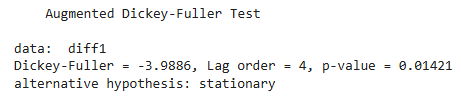 Augmented Dickey-Fuller Test
data:  diff1
Dickey-Fuller = -3.9886, Lag order = 4, p-value = 0.01421
alternative hypothesis: stationary